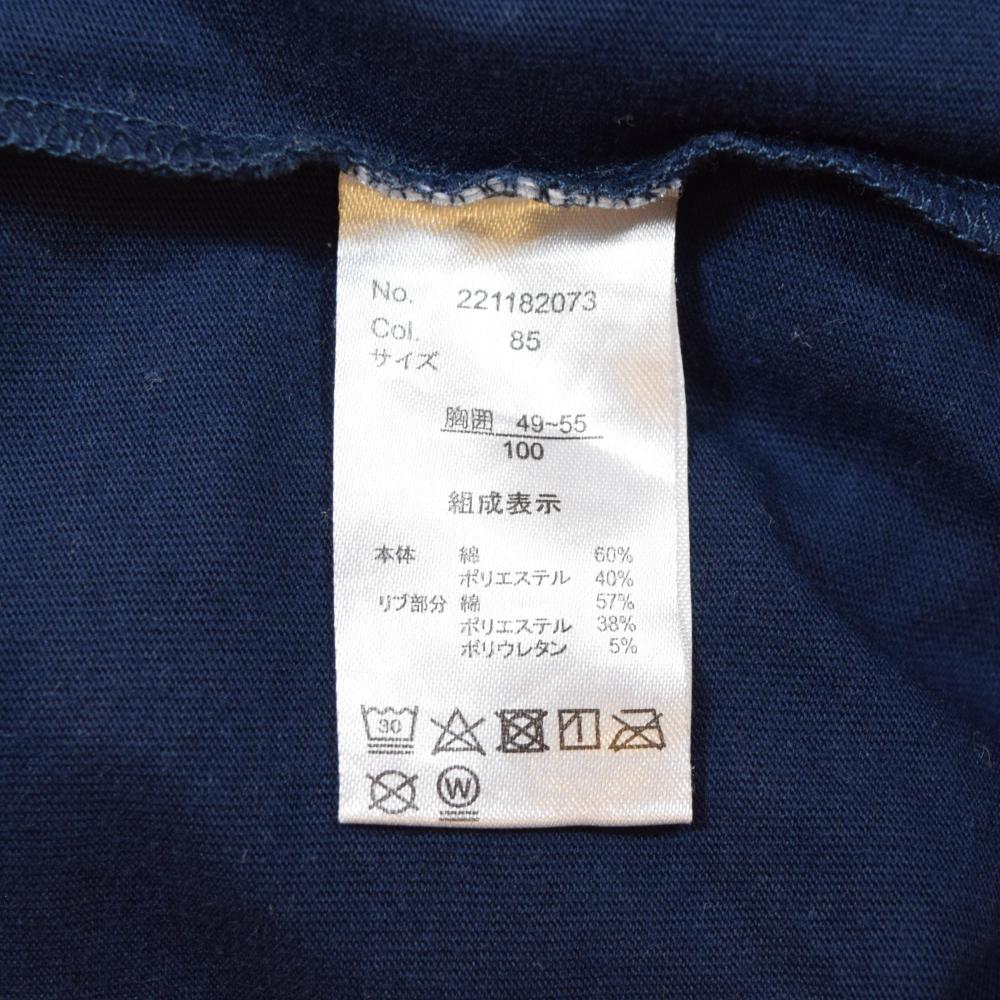 No. 221182073
Col. 85
サイズ
胸囲 49~55
100
組成表示
本体 綿 60%
ポリエステル 40%
リブ部分 綿 57%
ポリエステル 38%
ポリウレタン 5%
30
W